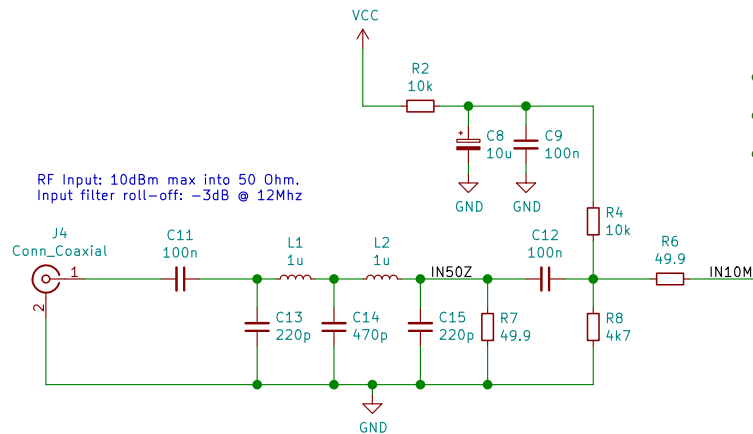 VCC
R2
10k
C8
10u
C9
100n
GND
GND
RF Input: 10dBm max into 50 Ohm.
Input filter roll-off: -3dB @ 12Mhz
J4
Conn_Coaxial
1
2
C11
100n
L1
1u
L2
1u
IN50Z
C12
100n
R4
10k
R6
49.9
IN10M
C13
220p
C14
470p
C15
220p
R7
49.9
R8
4k7
GND